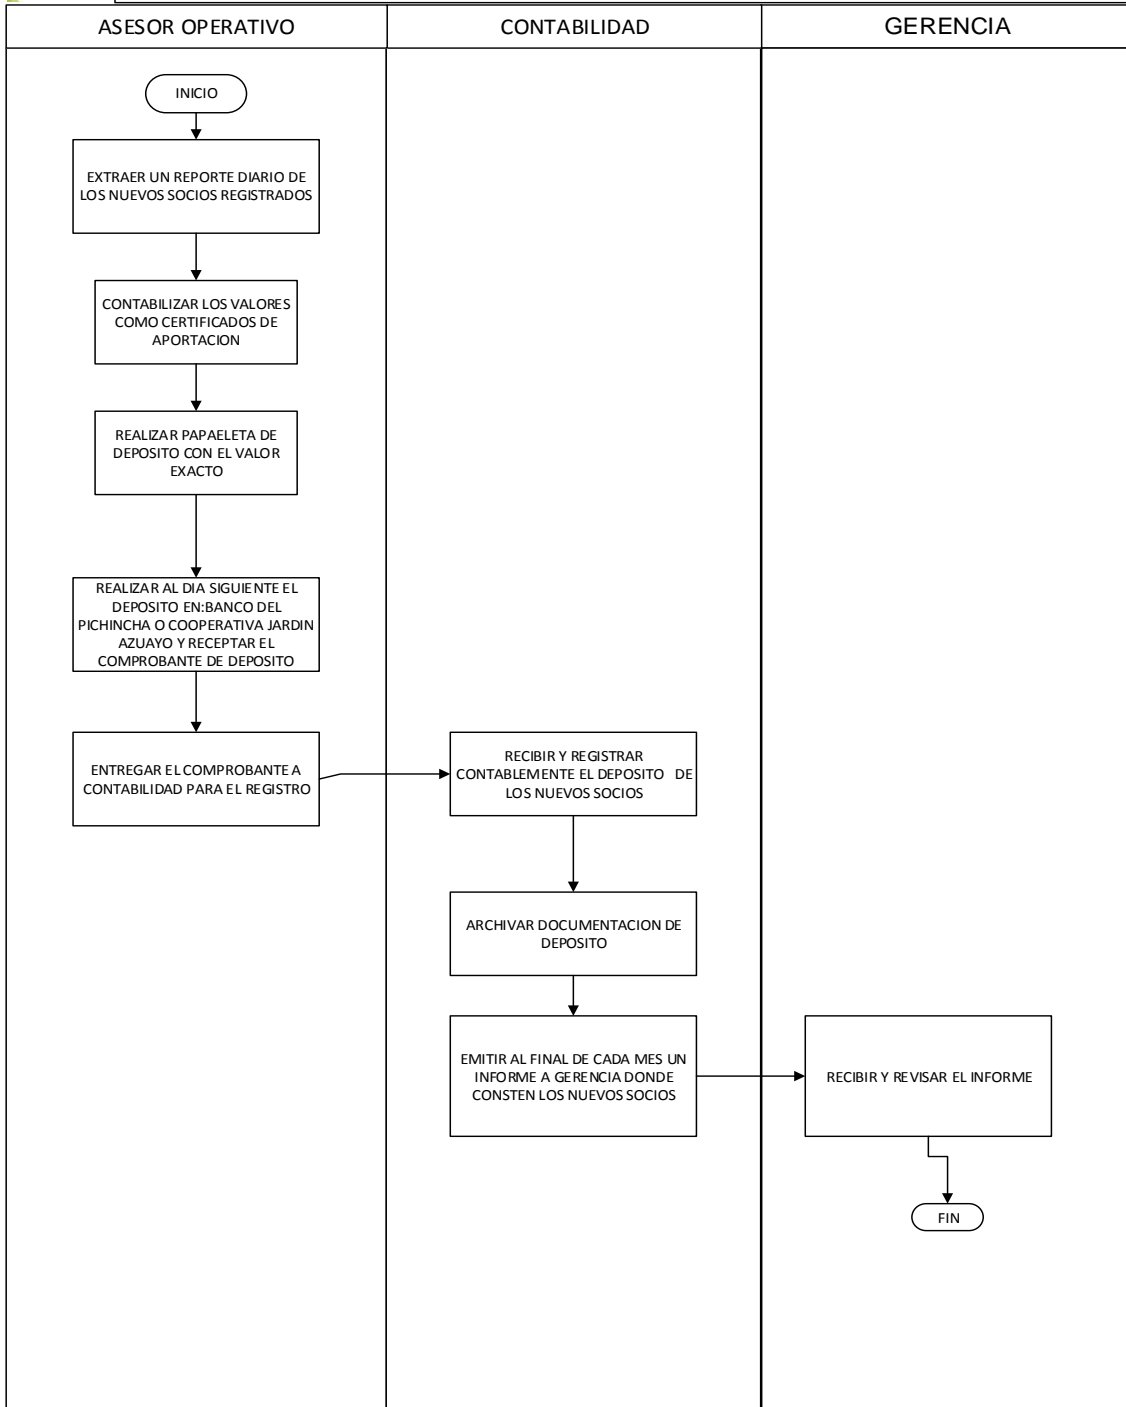 ASESOR OPERATIVO
CONTABILIDAD
GERENCIA
INICIO
EXTRAER UN REPORTE DIARIO DE
LOS NUEVOS SOCIOS REGISTRADOS
CONTABILIZAR LOS VALORES
COMO CERTIFICADOS DE
APORTACION
REALIZAR PAPAELETA DE
DEPOSITO CON EL VALOR
EXACTO
REALIZAR AL DIA SIGUIENTE EL
DEPOSITO EN:BANCO DEL
PICHINCHA O COOPERATIVA JARDIN
AZUAYO Y RECEPTAR EL
COMPROBANTE DE DEPOSITO
ENTREGAR EL COMPROBANTE A
CONTABILIDAD PARA EL REGISTRO
RECIBIR Y REGISTRAR
CONTABLEMENTE EL DEPOSITO DE
LOS NUEVOS SOCIOS
ARCHIVAR DOCUMENTACION DE
DEPOSITO
EMITIR AL FINAL DE CADA MES UN
INFORME A GERENCIA DONDE
CONSTEN LOS NUEVOS SOCIOS
RECIBIR Y REVISAR EL INFORME
FIN